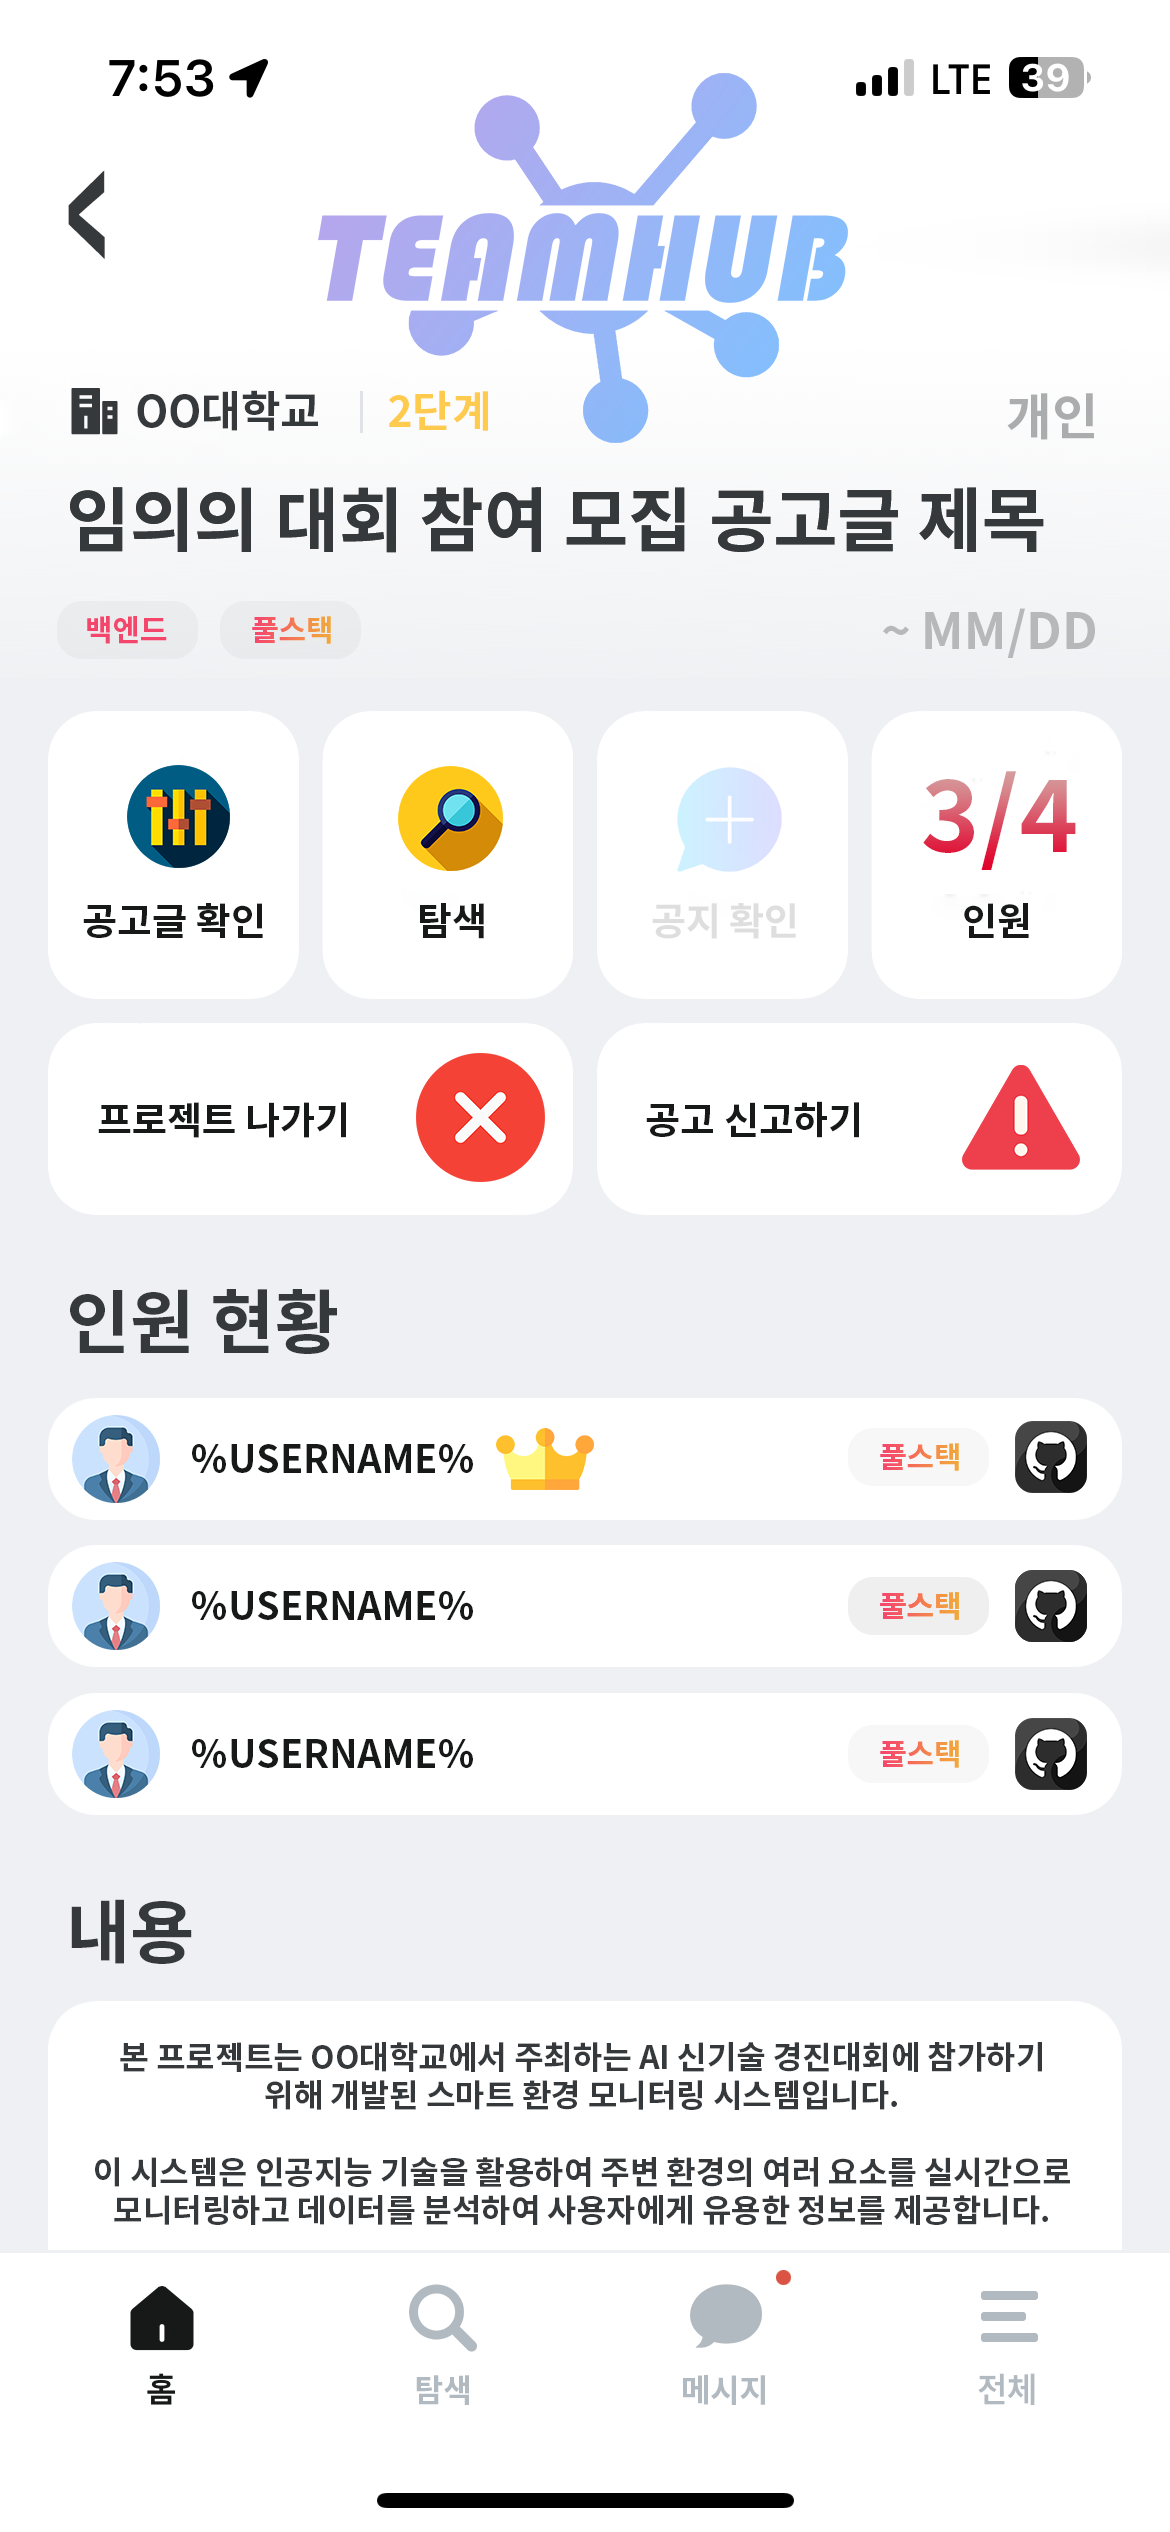 7:53
LTE 39
TEAMHUB
OO대학교 2단계 개인
임의의 대회 참여 모집 공고글 제목
백엔드 풀스택 ~ MM/DD
3/4
공고글 확인 탐색 공지 확인 인원
프로젝트 나가기 공고 신고하기
인원 현황
%USERNAME% 풀스택
%USERNAME% 풀스택
%USERNAME% 풀스택
내용
본 프로젝트는 OO대학교에서 주최하는 AI 신기술 경진대회에 참가하기
위해 개발된 스마트 환경 모니터링 시스템입니다.
이 시스템은 인공지능 기술을 활용하여 주변 환경의 여러 요소를 실시간으로
모니터링하고 데이터를 분석하여 사용자에게 유용한 정보를 제공합니다.
홈 탐색 메시지 전체